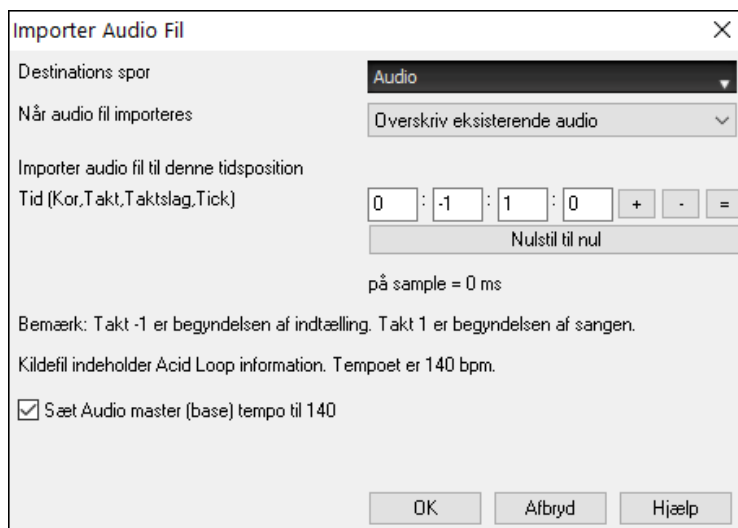 Importer Audio Fil
Destinations spor
Audio
Når audio fil importeres
Overskriv eksisterende audio
Importer audio fil til denne tidsposition
Tid (Kor,Takt,Taktslag,Tick)
0 : -1 : 1 : 0 + - =
Nulstil til nul
på sample = 0 ms
Bemærk: Takt -1 er begyndelsen af indtælling. Takt 1 er begyndelsen af sangen.
Kildefil indeholder Acid Loop information. Tempoet er 140 bpm.
Sæt Audio master (base) tempo til 140
OK Afbryd Hjælp